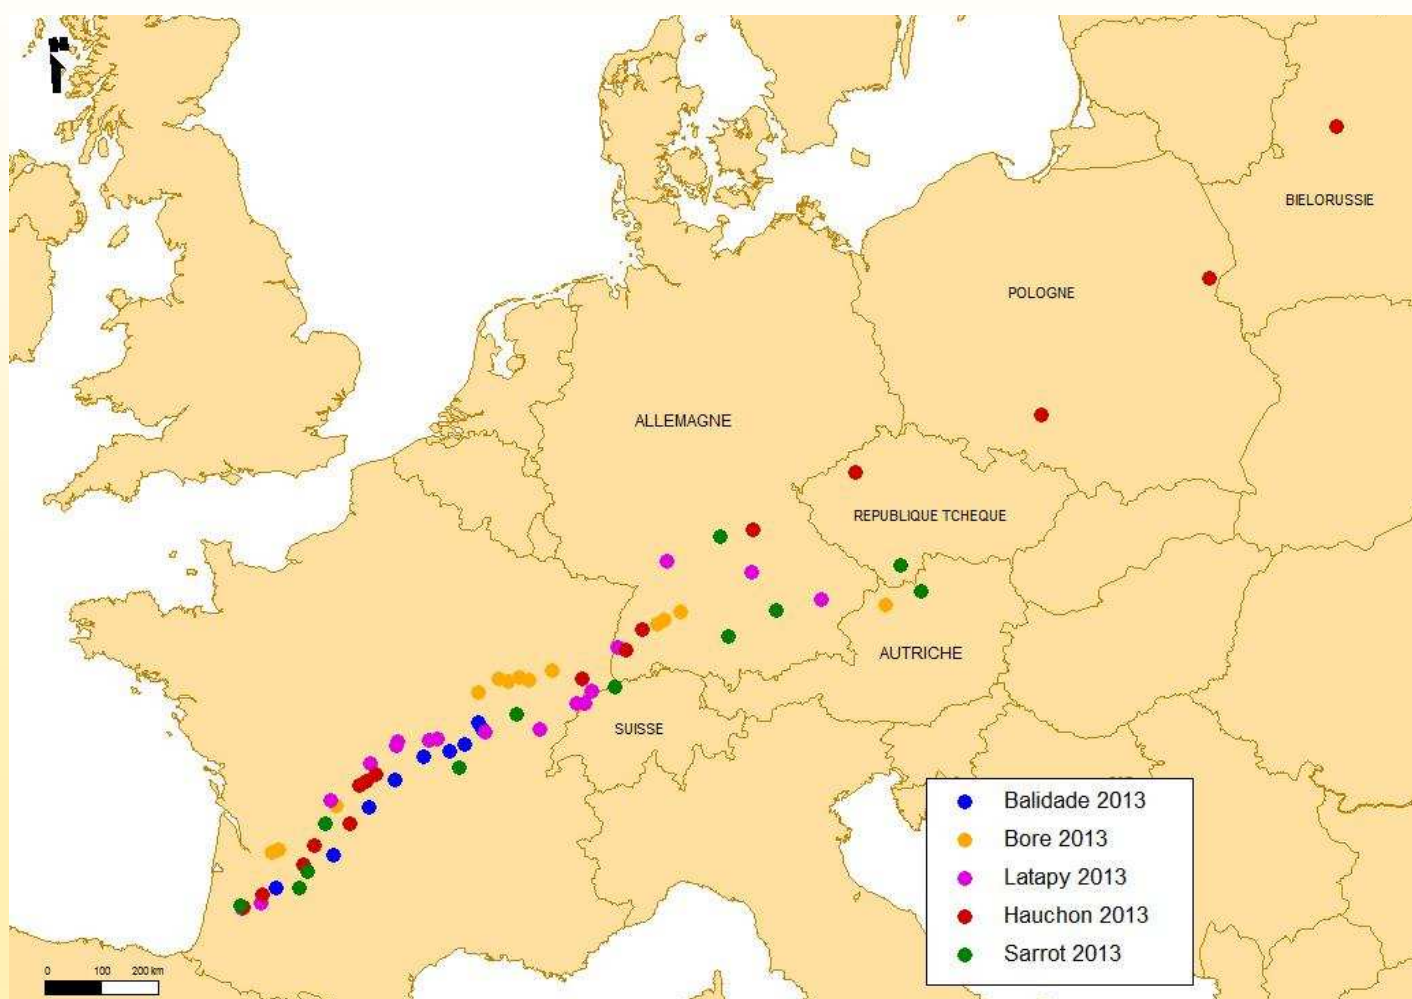 BIELORUSSIE
POLOGNE
ALLEMAGNE
REPUBLIQUE TCHEQUE
AUTRICHE
SUISSE
Balidade 2013
Bore 2013
Latapy 2013
Hauchon 2013
Sarrot 2013
0 100 200 km